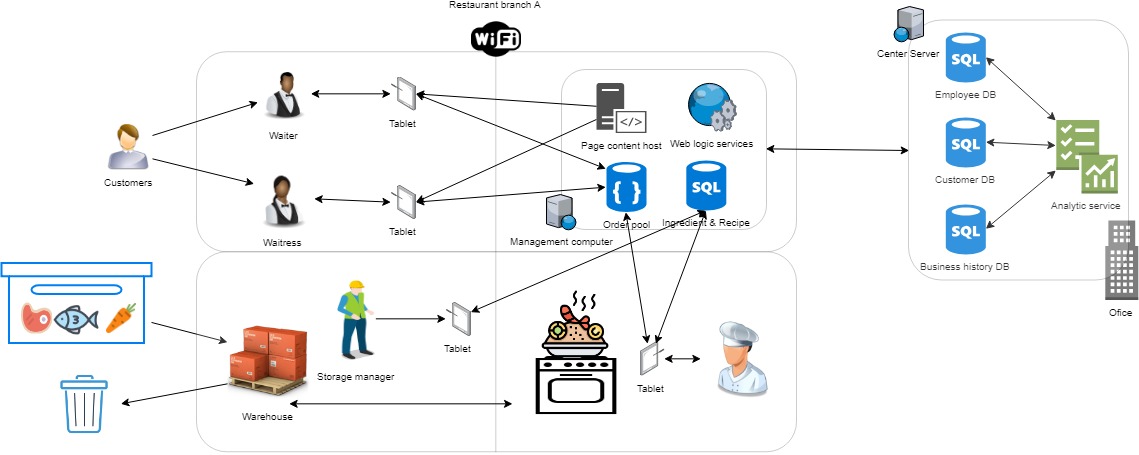 Restaurant branch A
WiFi
Center Server
SQL
Employee DB
Waiter
Tablet
</>
Page content host
Web logic services
Customers
SQL
Customer DB
Analytic service
Waitress
Tablet
{ }
Order pool
SQL
Ingredient & Recipe
Management computer
SQL
Business history DB
Ofice
3
Storage manager
Tablet
Tablet
Warehouse